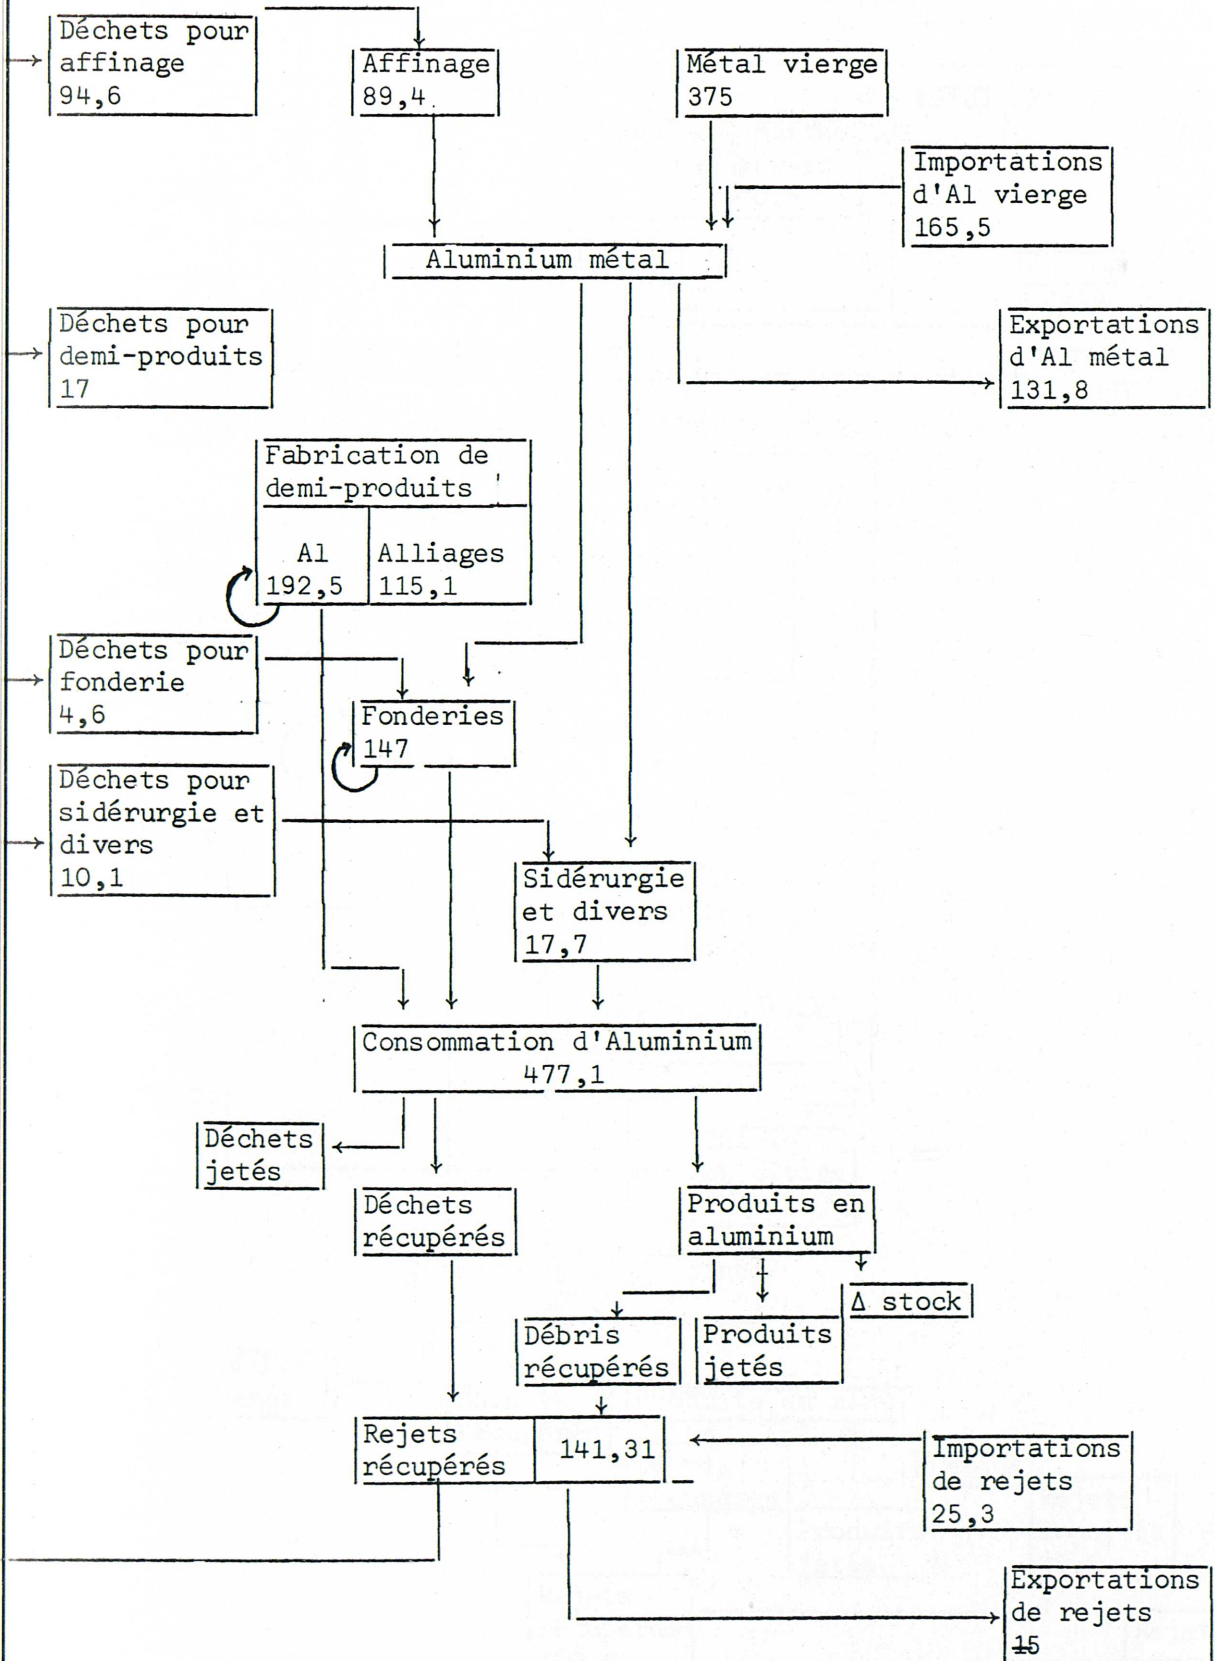 Déchets pour
affinage
94,6
Affinage
89,4
Métal vierge
375
Importations
d'Al vierge
165,5
Aluminium métal
Déchets pour
demi-produits
17
Exportations
d'Al métal
131,8
Fabrication de
demi-produits
Al
192,5
Alliages
115,1
Déchets pour
fonderie
4,6
Fonderies
147
Déchets pour
sidérurgie et
divers
10,1
Sidérurgie
et divers
17,7
Consommation d'Aluminium
477,1
Déchets
jetés
Déchets
récupérés
Produits en
aluminium
Δ stock
Débris
récupérés
Produits
jetés
Rejets
récupérés
141,31
Importations
de rejets
25,3
Exportations
de rejets
15